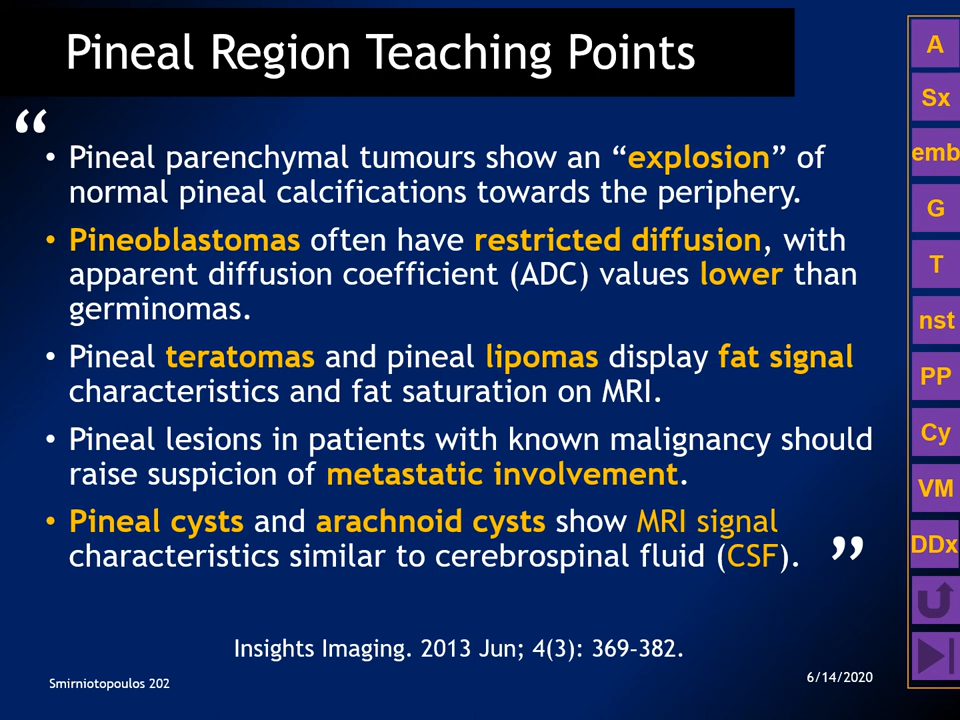 Pineal Region Teaching Points
“
• Pineal parenchymal tumours show an “explosion” of
normal pineal calcifications towards the periphery.
• Pineoblastomas often have restricted diffusion, with
apparent diffusion coefficient (ADC) values lower than
germinomas.
• Pineal teratomas and pineal lipomas display fat signal
characteristics and fat saturation on MRI.
• Pineal lesions in patients with known malignancy should
raise suspicion of metastatic involvement.
• Pineal cysts and arachnoid cysts show MRI signal
characteristics similar to cerebrospinal fluid (CSF).
”
Insights Imaging. 2013 Jun; 4(3): 369–382.
Smirniotopoulos 202
6/14/2020
A
Sx
emb
G
T
nst
PP
Cy
VM
DDx